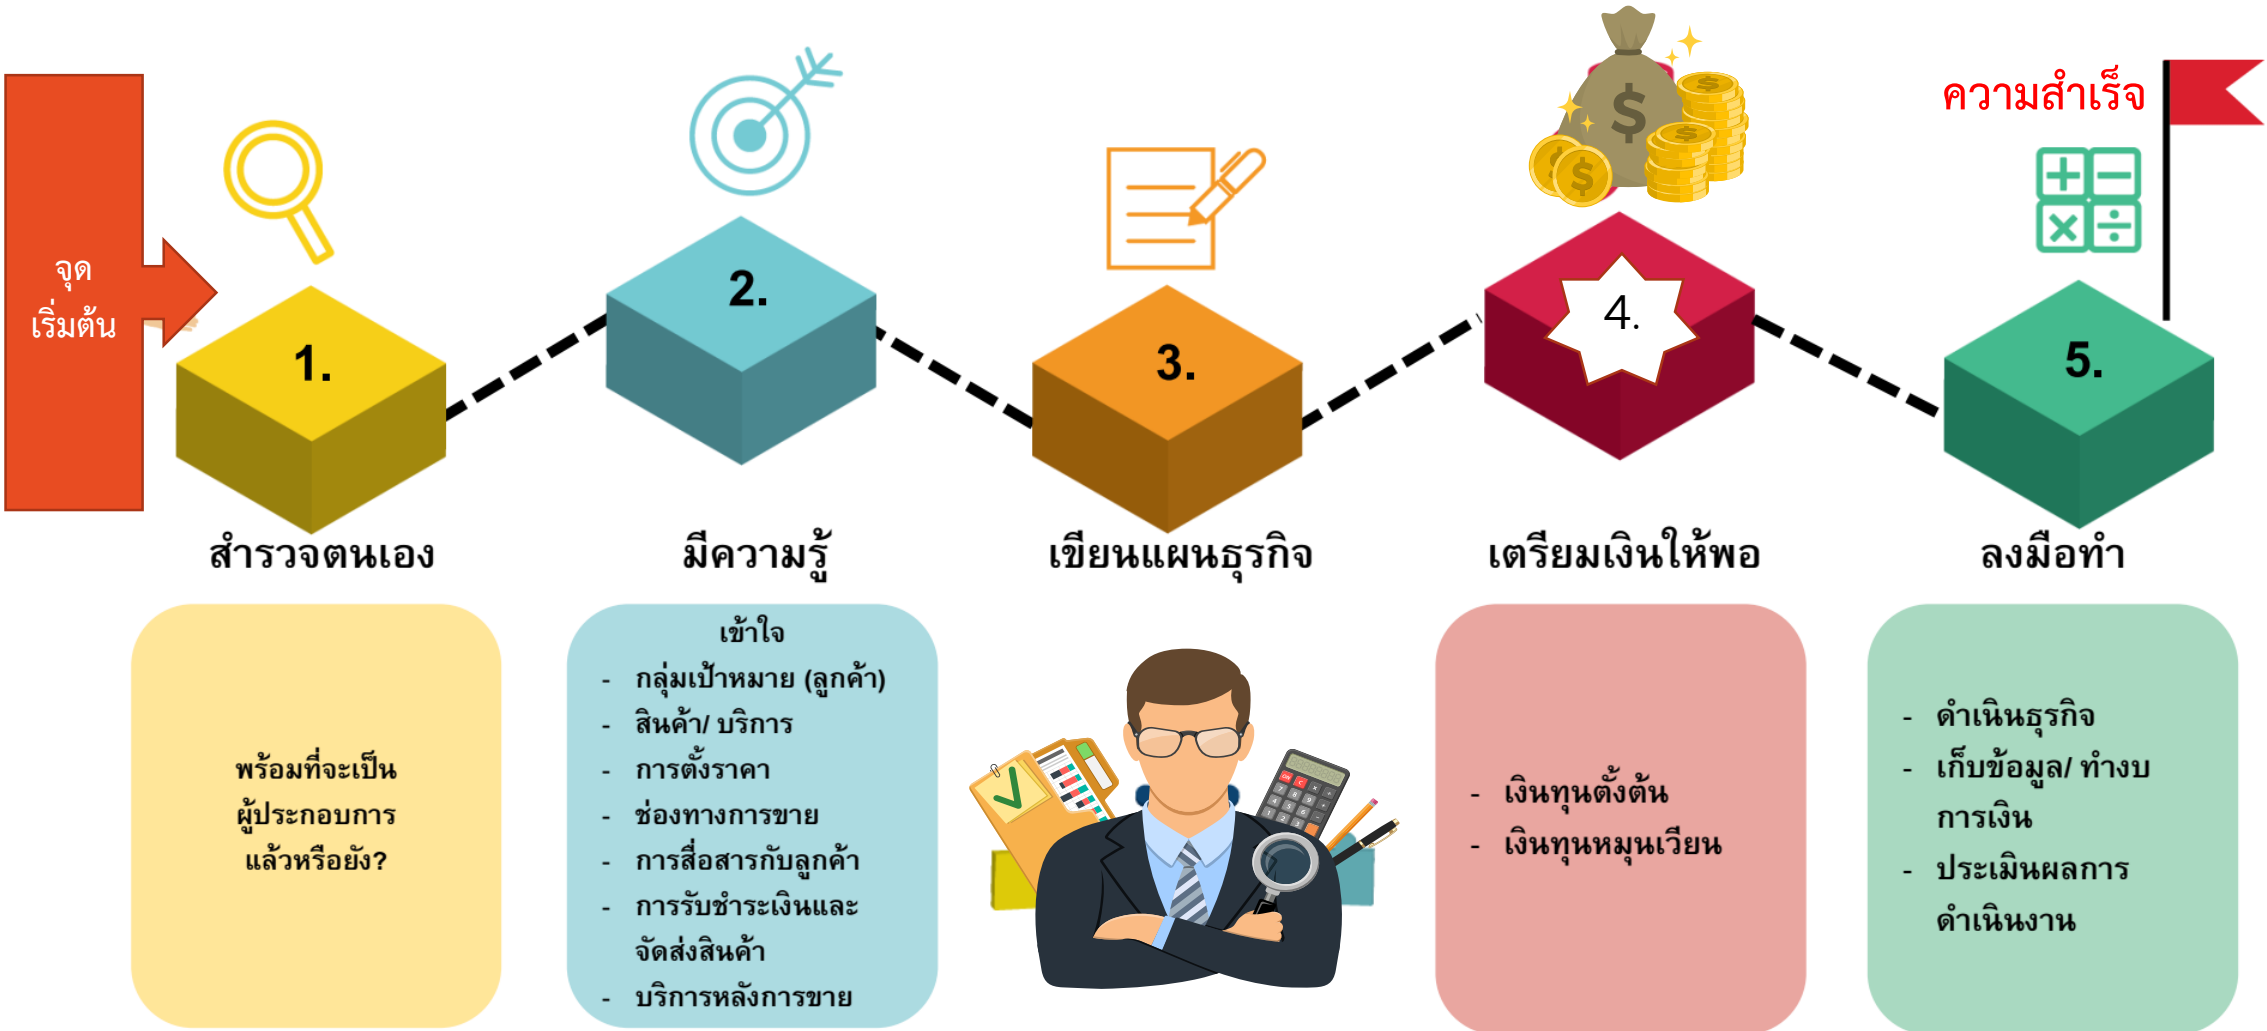 จุด
เริ่มต้น
ความสำเร็จ
1.
2.
3.
4.
5.
สำรวจตนเอง
มีความรู้
เขียนแผนธุรกิจ
เตรียมเงินให้พอ
ลงมือทำ
พร้อมที่จะเป็น
ผู้ประกอบการ
แล้วหรือยัง?
เข้าใจ
- กลุ่มเป้าหมาย (ลูกค้า)
- สินค้า/ บริการ
- การตั้งราคา
- ช่องทางการขาย
- การสื่อสารกับลูกค้า
- การรับชำระเงินและ
จัดส่งสินค้า
- บริการหลังการขาย
- เงินทุนตั้งต้น
- เงินทุนหมุนเวียน
- ดำเนินธุรกิจ
- เก็บข้อมูล/ ทำงบ
การเงิน
- ประเมินผลการ
ดำเนินงาน